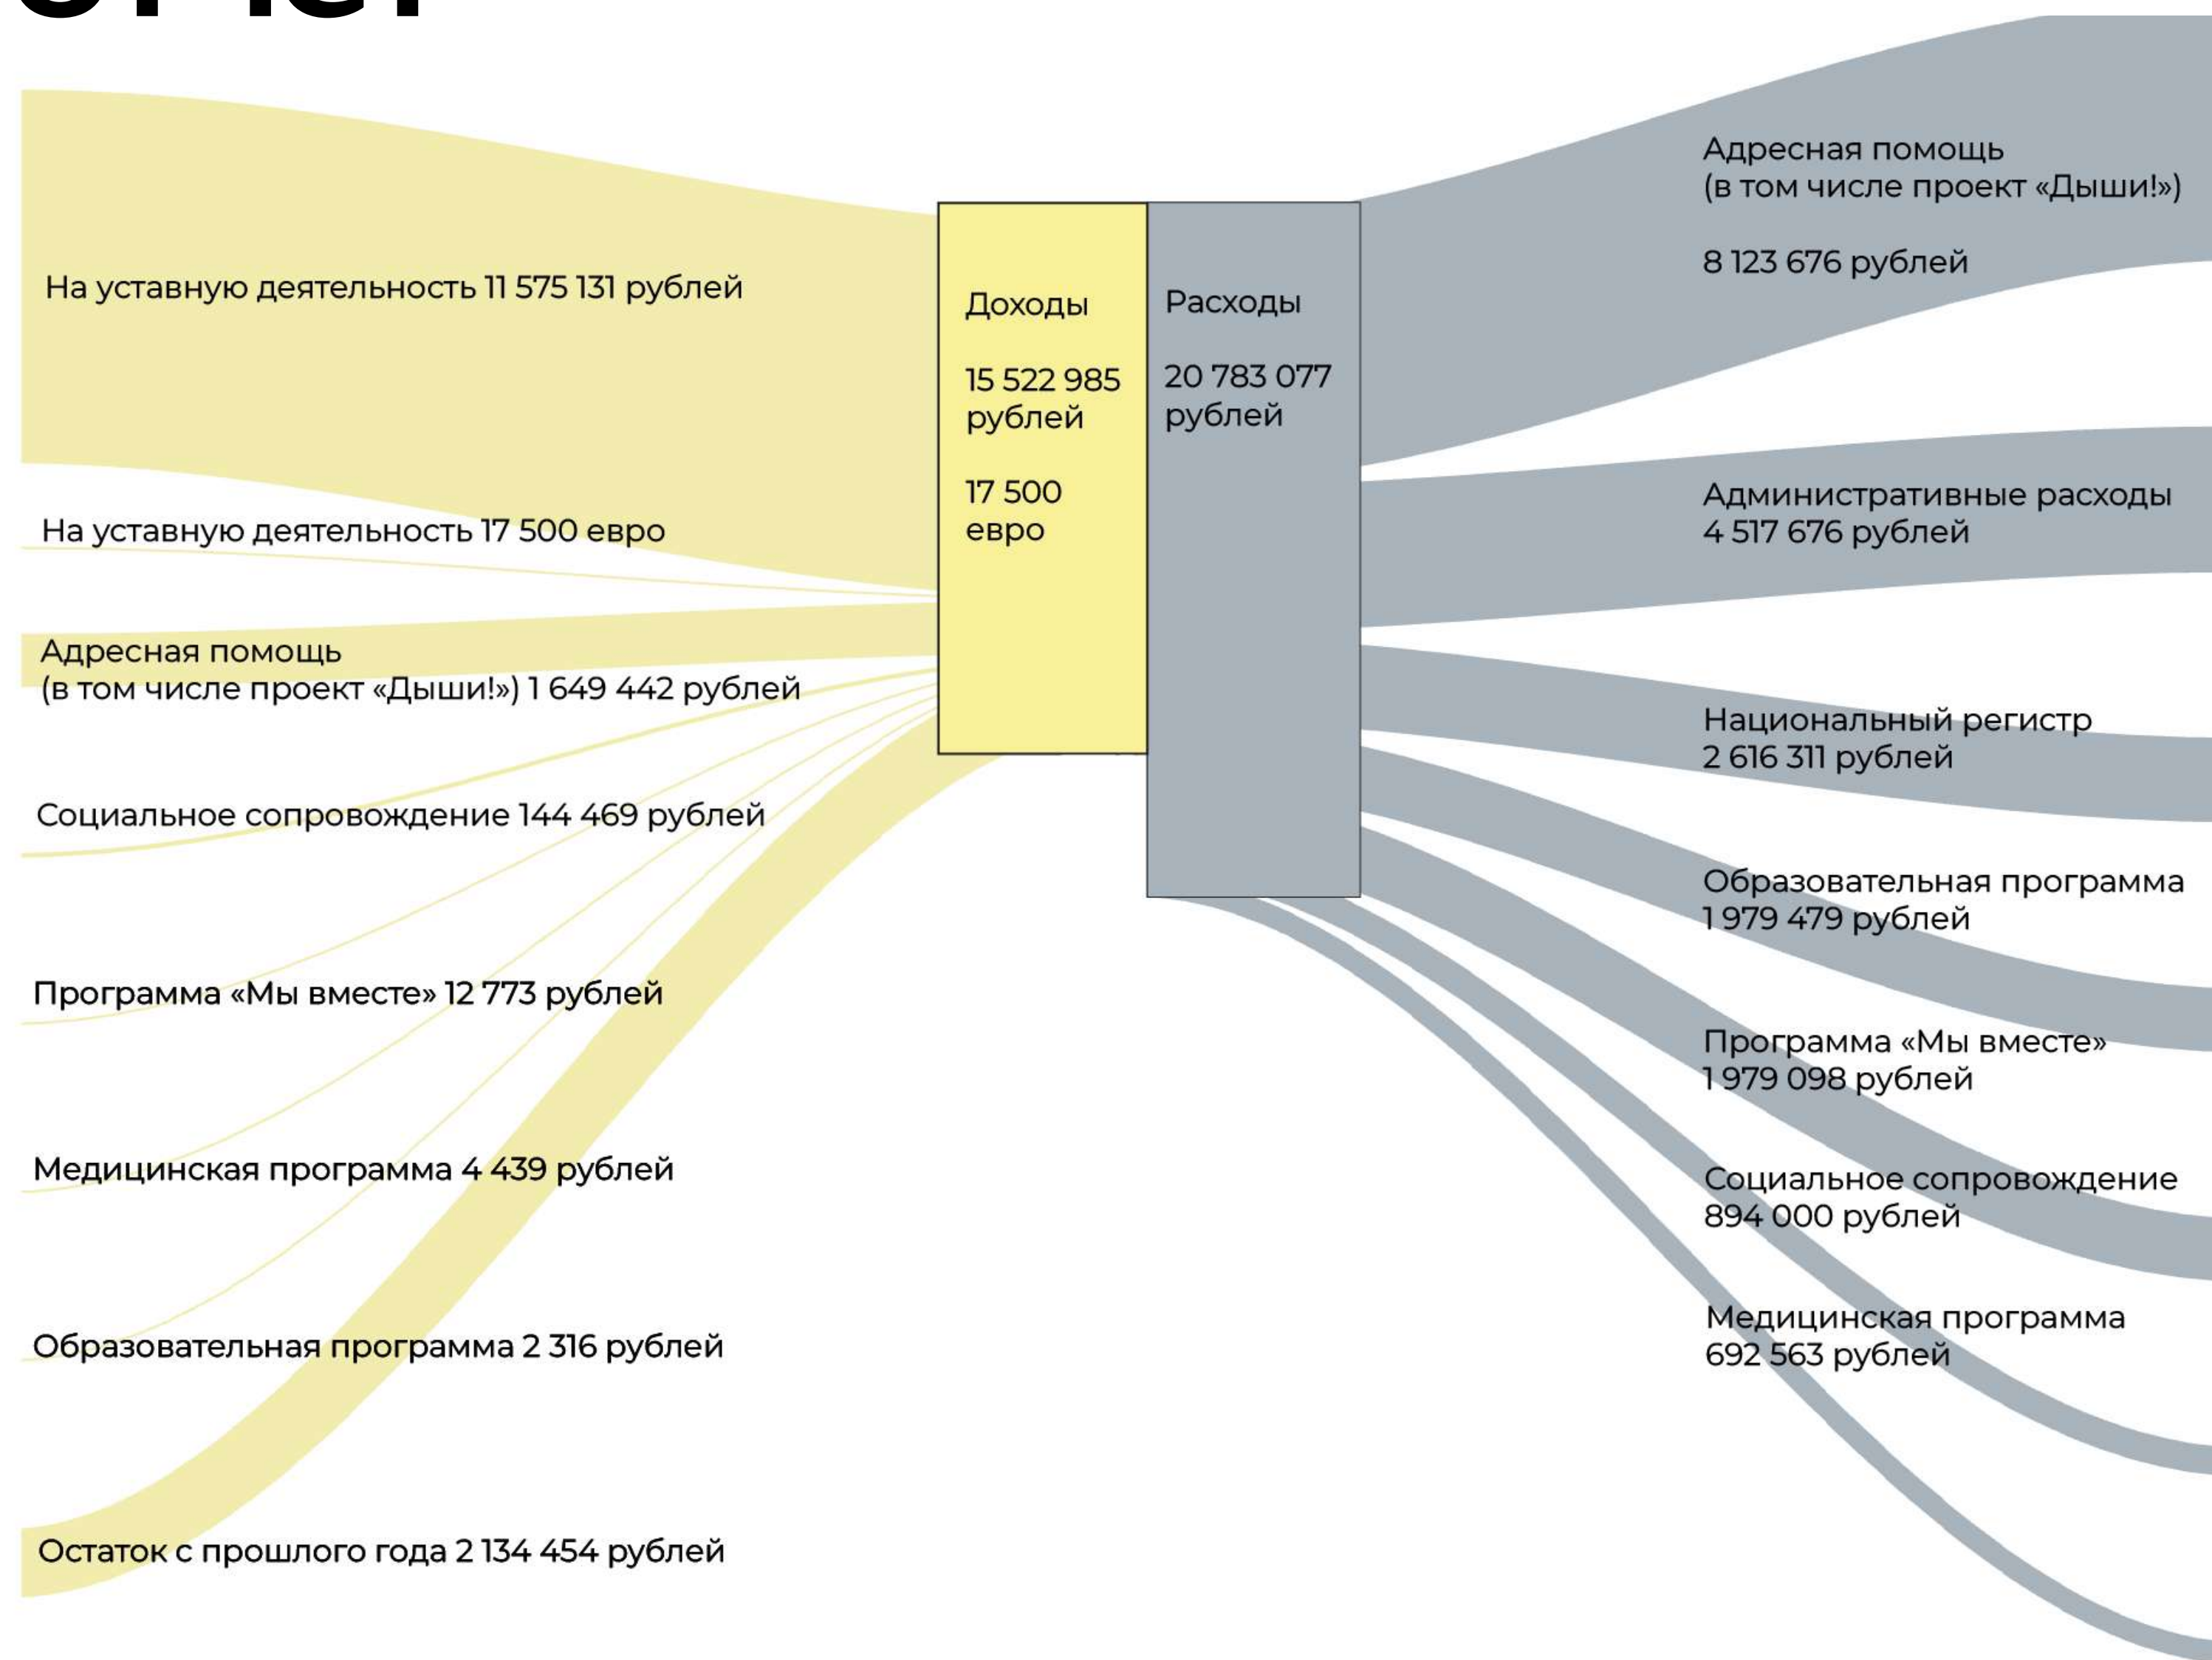 На уставную деятельность 11 575 131 рублей
На уставную деятельность 17 500 евро
Адресная помощь
(в том числе проект «Дыши!») 1 649 442 рублей
Социальное сопровождение 144 469 рублей
Программа «Мы вместе» 12 773 рублей
Медицинская программа 4 439 рублей
Образовательная программа 2 316 рублей
Остаток с прошлого года 2 134 454 рублей
Доходы
15 522 985
рублей
17 500
евро
Расходы
20 783 077
рублей
Адресная помощь
(в том числе проект «Дыши!»)
8 123 676 рублей
Административные расходы
4 517 676 рублей
Национальный регистр
2 616 311 рублей
Образовательная программа
1 979 479 рублей
Программа «Мы вместе»
1 979 098 рублей
Социальное сопровождение
894 000 рублей
Медицинская программа
692 563 рублей